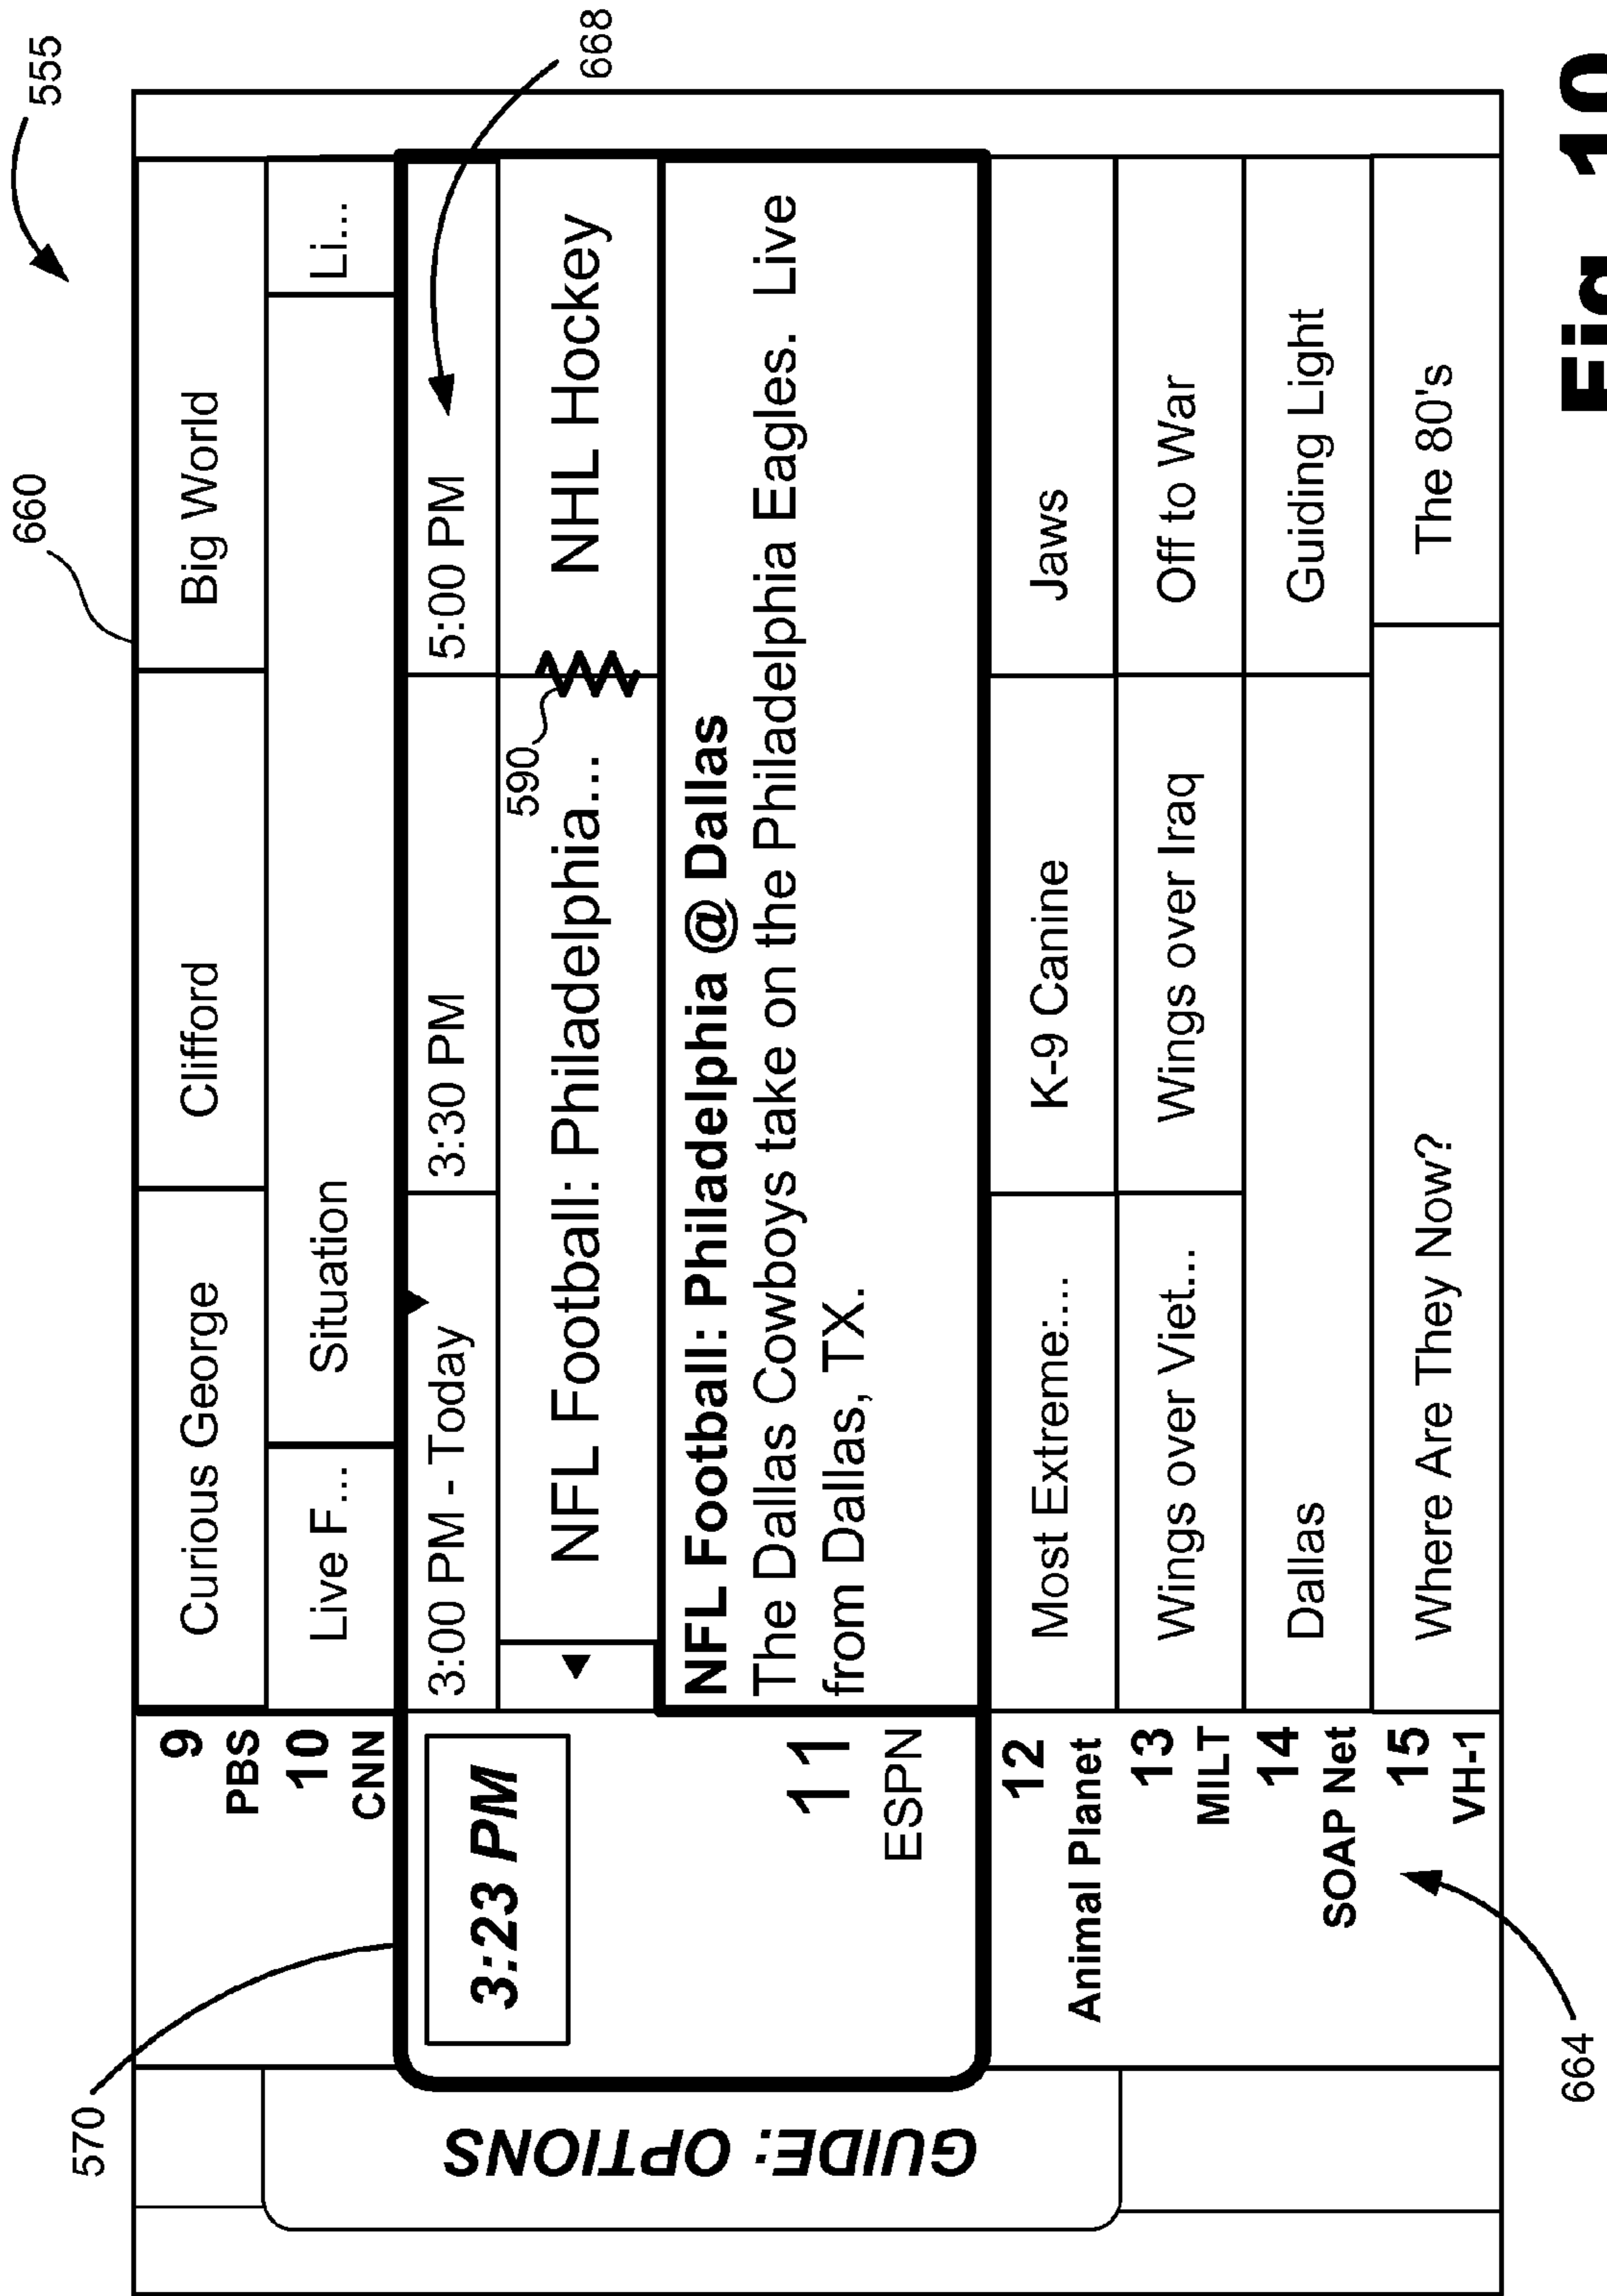 555
660
668
570
664
590
GUIDE: OPTIONS
9
PBS
Curious George
Clifford
Big World
10
CNN
Live F...
Situation
Li...
3:23 PM
3:00 PM - Today
3:30 PM
5:00 PM
NFL Football: Philadelphia...
NHL Hockey
11
ESPN
NFL Football: Philadelphia @ Dallas
The Dallas Cowboys take on the Philadelphia Eagles. Live
from Dallas, TX.
12
Animal Planet
Most Extreme:...
K-9 Canine
Jaws
13
MILT
Wings over Viet...
Wings over Iraq
Off to War
14
SOAP Net
Dallas
Guiding Light
15
VH-1
Where Are They Now?
The 80's
Fig. 10